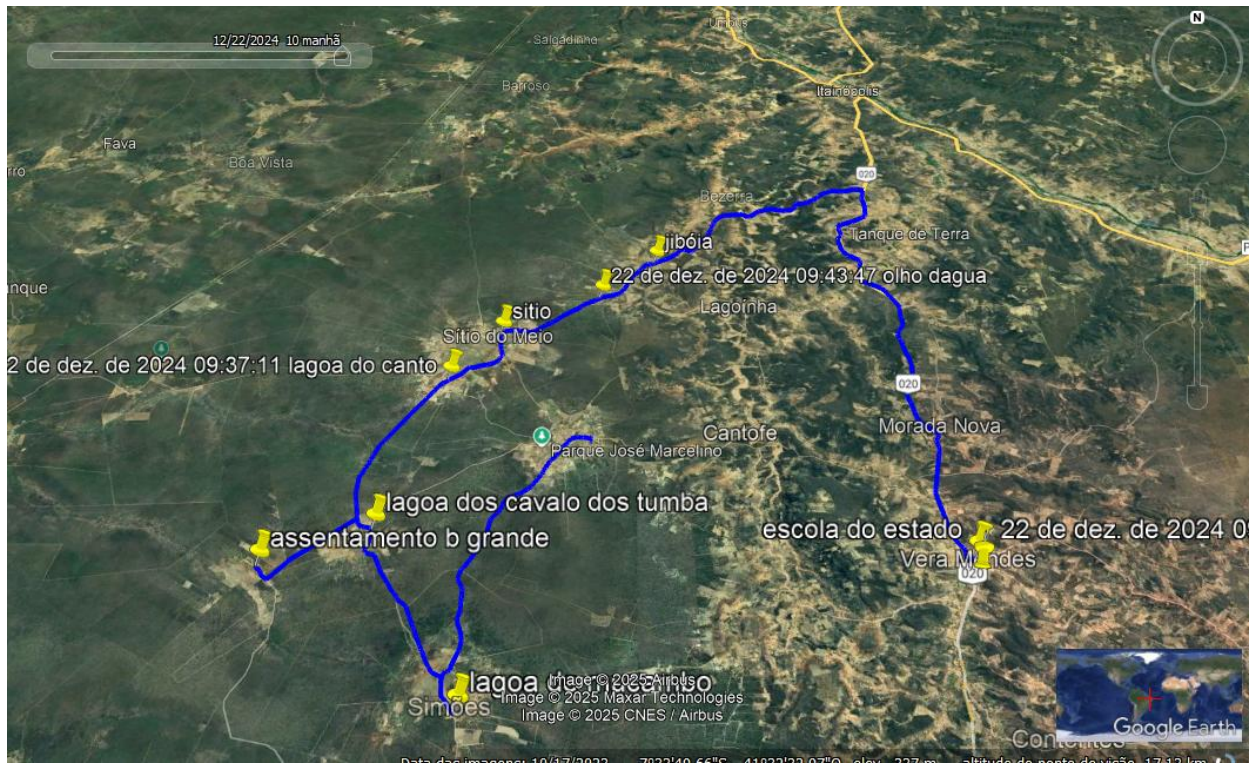 Umbus
12/22/2024 10 manhã
Salgadinho
N
Barroso
Itainópolis
Fava
Boa Vista
rro
020
Bezerra
Tanque de Terra
jibóia
P
22 de dez. de 2024 09:43:47 olho dagua
nque
Lagoinha
sitio
Sítio do Meio
2 de dez. de 2024 09:37:11 lagoa do canto
020
Morada Nova
Cantofe
Parque José Marcelino
lagoa dos cavalo dos tumba
escola do estado
22 de dez. de 2024 09
assentamento b grande
Vera Mendes
020
Image © 2025 Airbus
Image © 2025 Maxar Technologies
Simões
Image © 2025 CNES / Airbus
Google Earth